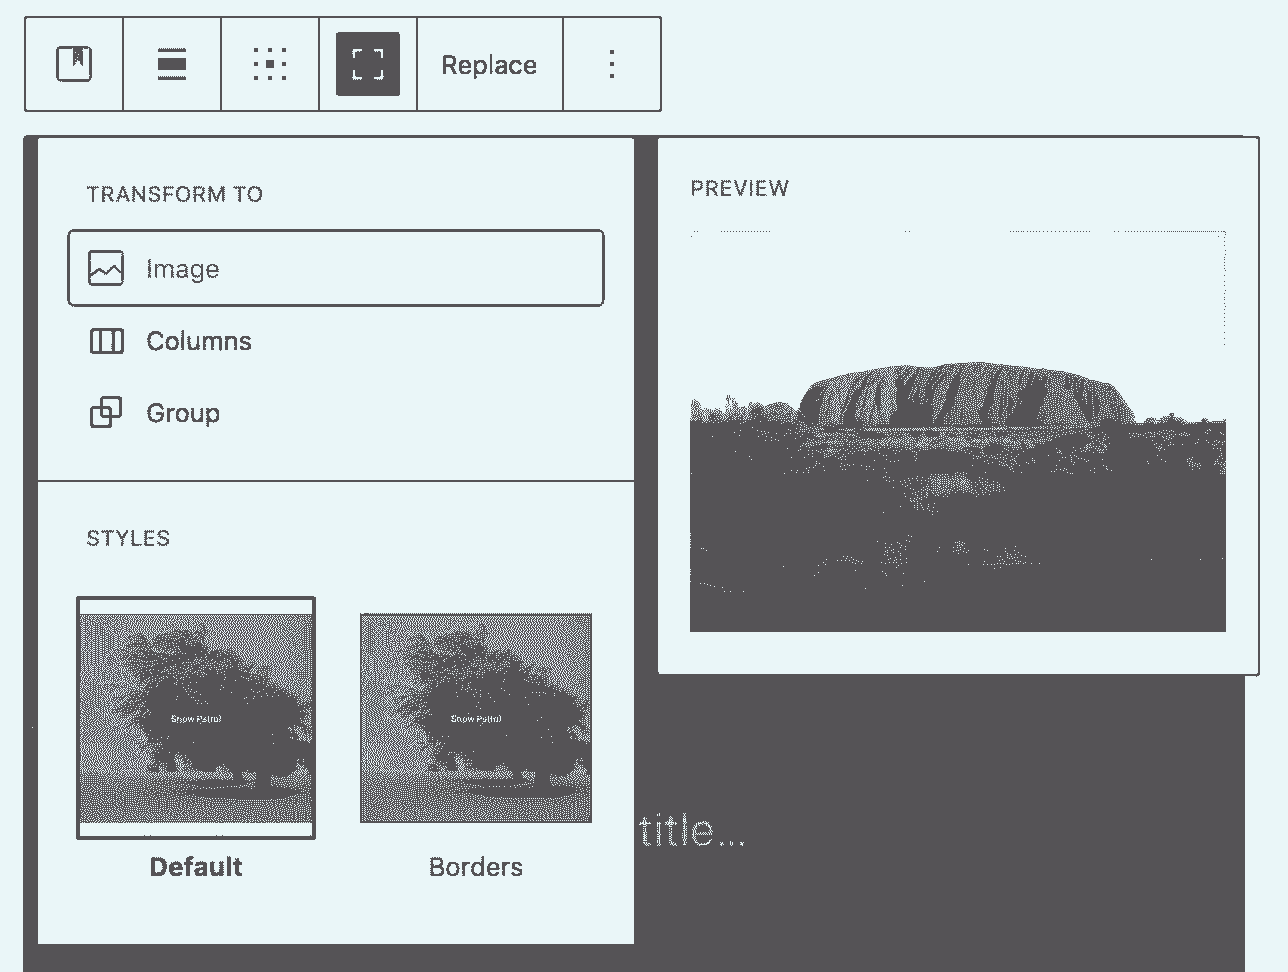 Replace
TRANSFORM TO
Image
Columns
Group
STYLES
Snow Patrol
Default
Snow Patrol
Borders
PREVIEW
title...